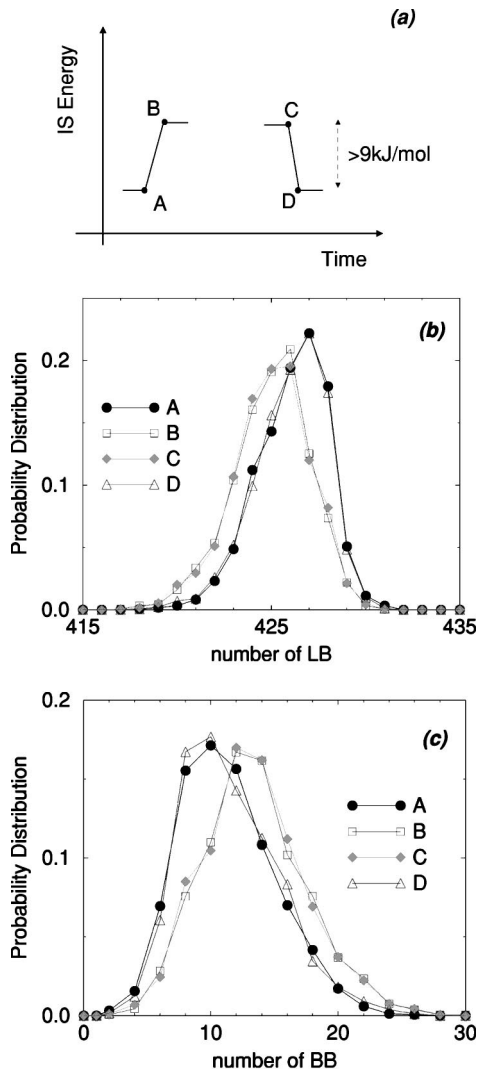 (a)
IS Energy
B
C
>9kJ/mol
A
D
Time
(b)
Probability Distribution
0.2
0.1
0.0
A
B
C
D
415
425
435
number of LB
(c)
Probability Distribution
0.2
0.1
0.0
A
B
C
D
0
10
20
30
number of BB